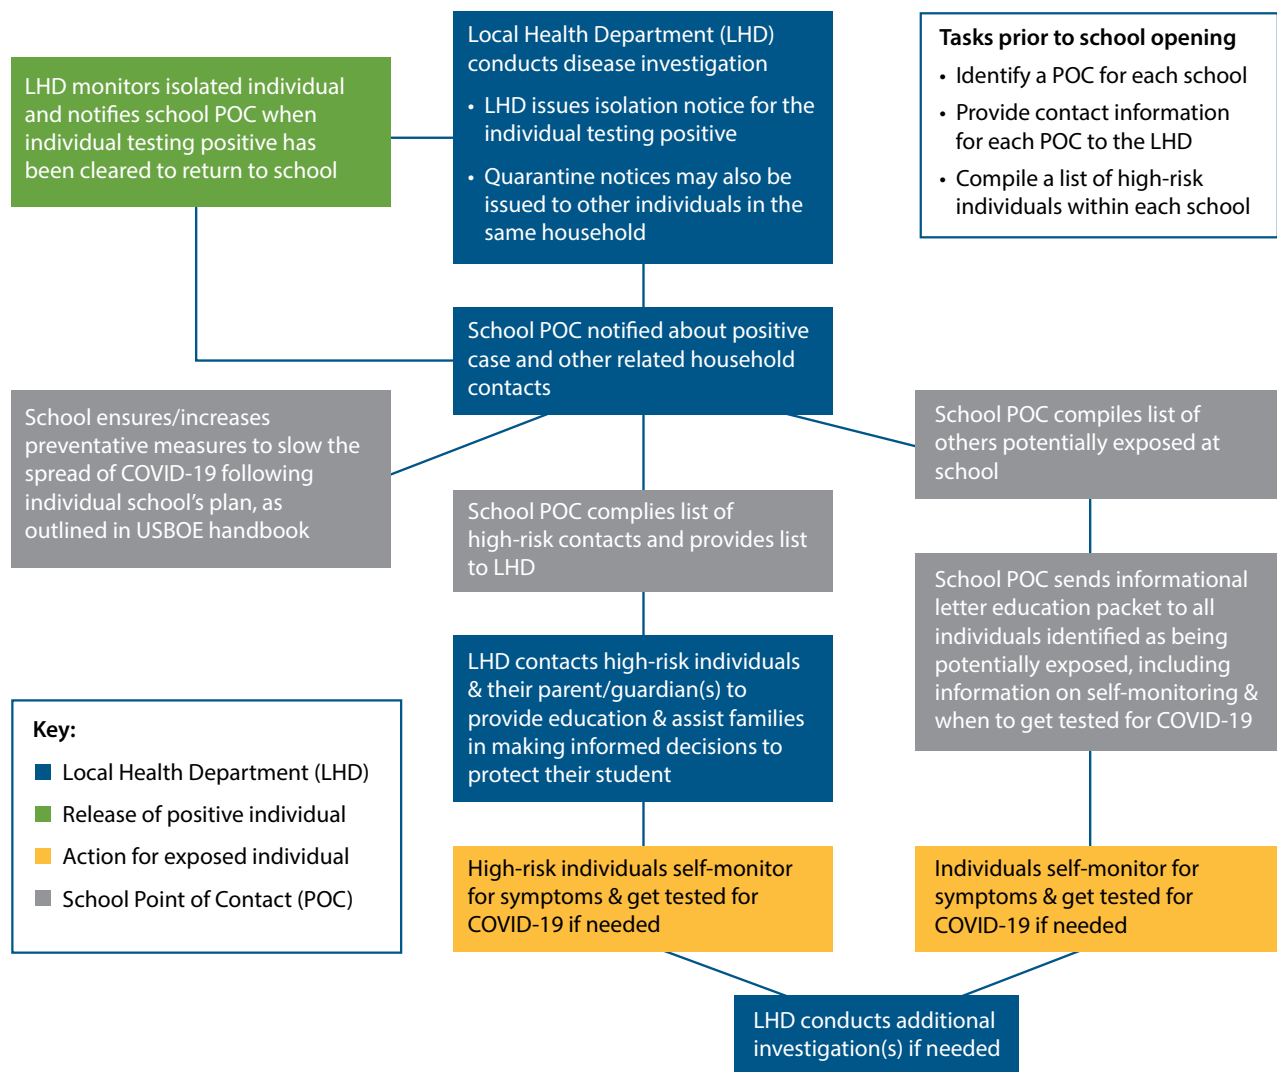 Local Health Department (LHD)
conducts disease investigation
• LHD issues isolation notice for the
individual testing positive
• Quarantine notices may also be
issued to other individuals in the
same household
Tasks prior to school opening
• Identify a POC for each school
• Provide contact information
for each POC to the LHD
• Compile a list of high-risk
individuals within each school
LHD monitors isolated individual
and notifies school POC when
individual testing positive has
been cleared to return to school
School POC notified about positive
case and other related household
contacts
School ensures/increases
preventative measures to slow the
spread of COVID-19 following
individual school's plan, as
outlined in USBOE handbook
School POC complies list of
high-risk contacts and provides list
to LHD
School POC compiles list of
others potentially exposed at
school
School POC sends informational
letter education packet to all
individuals identified as being
potentially exposed, including
information on self-monitoring &
when to get tested for COVID-19
LHD contacts high-risk individuals
& their parent/guardian(s) to
provide education & assist families
in making informed decisions to
protect their student
Key:
Local Health Department (LHD)
Release of positive individual
Action for exposed individual
School Point of Contact (POC)
High-risk individuals self-monitor
for symptoms & get tested for
COVID-19 if needed
Individuals self-monitor for
symptoms & get tested for
COVID-19 if needed
LHD conducts additional
investigation(s) if needed